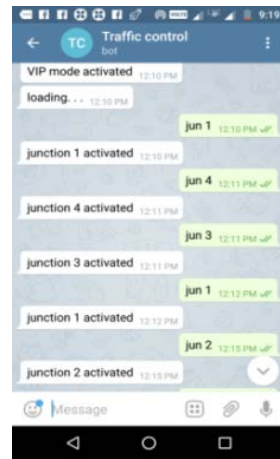 9:19
TC
Traffic control
bot
VIP mode activated 12:10 PM
loading. . . 12:10 PM
jun 1 12:10 PM
junction 1 activated 12:10 PM
jun 4 12:11 PM
junction 4 activated 12:11 PM
jun 3 12:11 PM
junction 3 activated 12:11 PM
jun 1 12:12 PM
junction 1 activated 12:12 PM
jun 2 12:15 PM
junction 2 activated 12:15 PM
Message